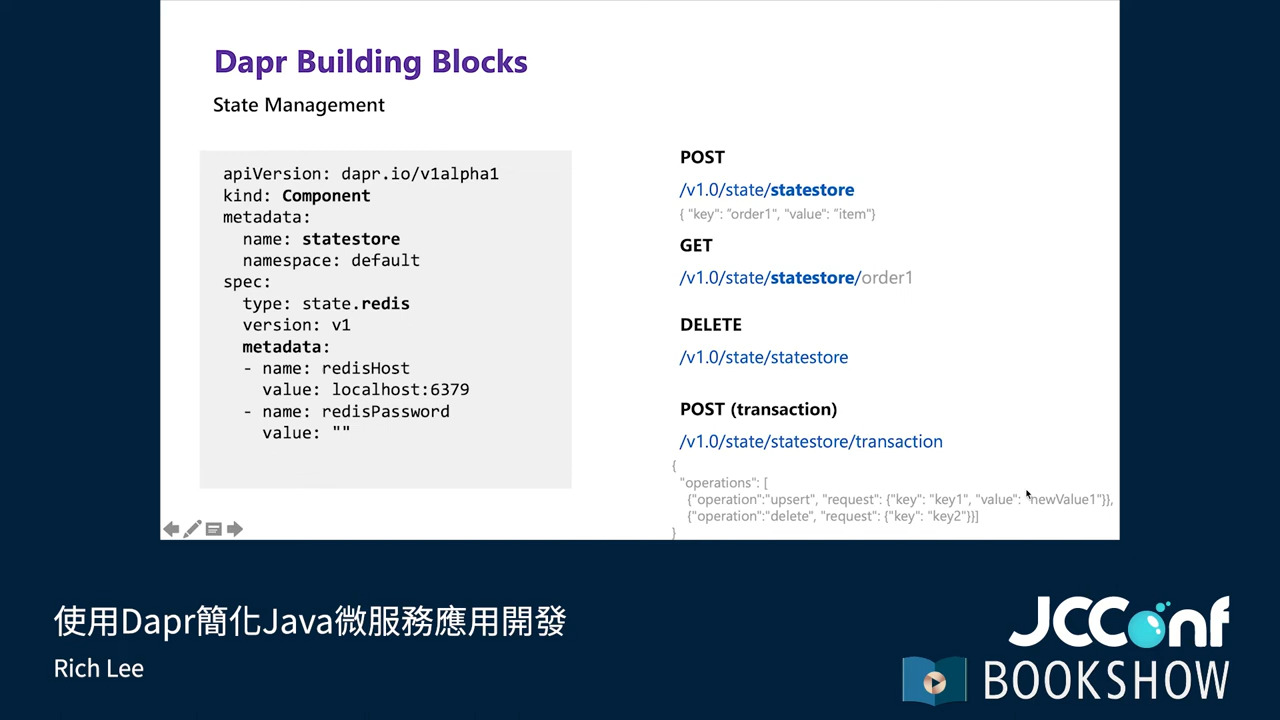 Dapr Building Blocks
State Management
apiVersion: dapr.io/v1alpha1
kind: Component
metadata:
  name: statestore
  namespace: default
spec:
  type: state.redis
  version: v1
  metadata:
  - name: redisHost
    value: localhost:6379
  - name: redisPassword
    value: ""
POST
/v1.0/state/statestore
{ "key": "order1", "value": "item"}
GET
/v1.0/state/statestore/order1
DELETE
/v1.0/state/statestore
POST (transaction)
/v1.0/state/statestore/transaction
{
  "operations": [
    {"operation":"upsert", "request": {"key": "key1", "value": "newValue1"}},
    {"operation":"delete", "request": {"key": "key2"}}]
}
使用Dapr簡化Java微服務應用開發
Rich Lee
JCConf
BOOKSHOW